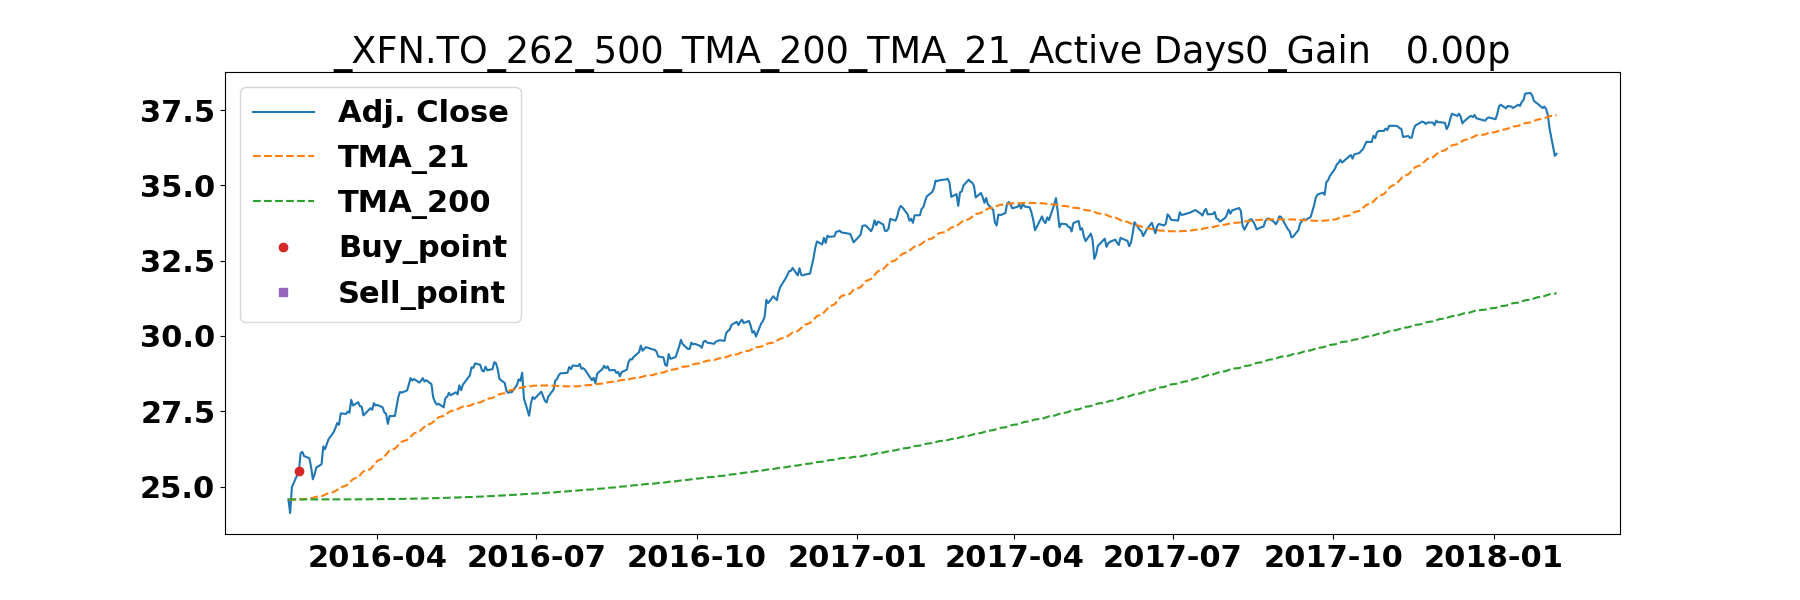 _XFN.TO_262_500_TMA_200_TMA_21_Active Days0_Gain   0.00p
Adj. Close
TMA_21
TMA_200
Buy_point
Sell_point
37.5
35.0
32.5
30.0
27.5
25.0
2016-04 2016-07 2016-10 2017-01 2017-04 2017-07 2017-10 2018-01